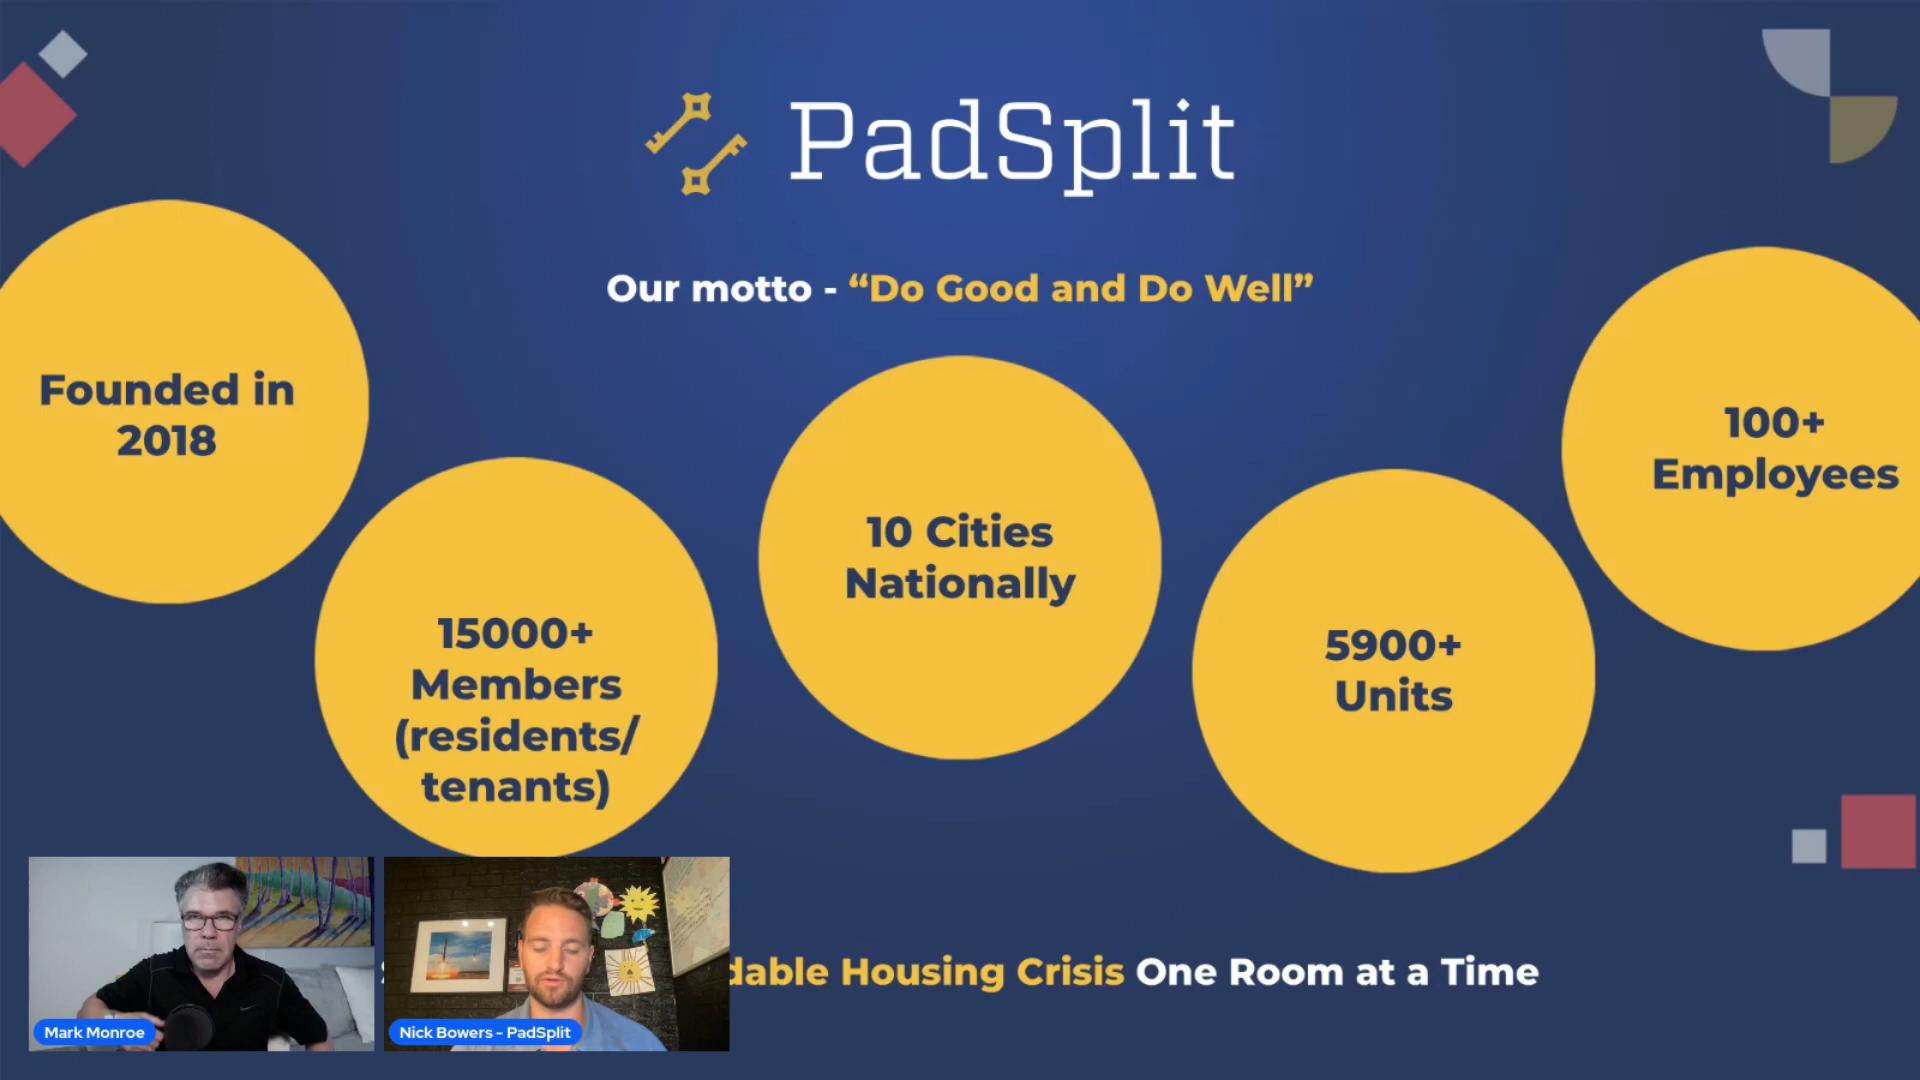 PadSplit
Our motto - “Do Good and Do Well”
Founded in
2018
15000+
Members
(residents/
tenants)
10 Cities
Nationally
5900+
Units
100+
Employees
dable Housing Crisis One Room at a Time
Mark Monroe
Nick Bowers - PadSplit